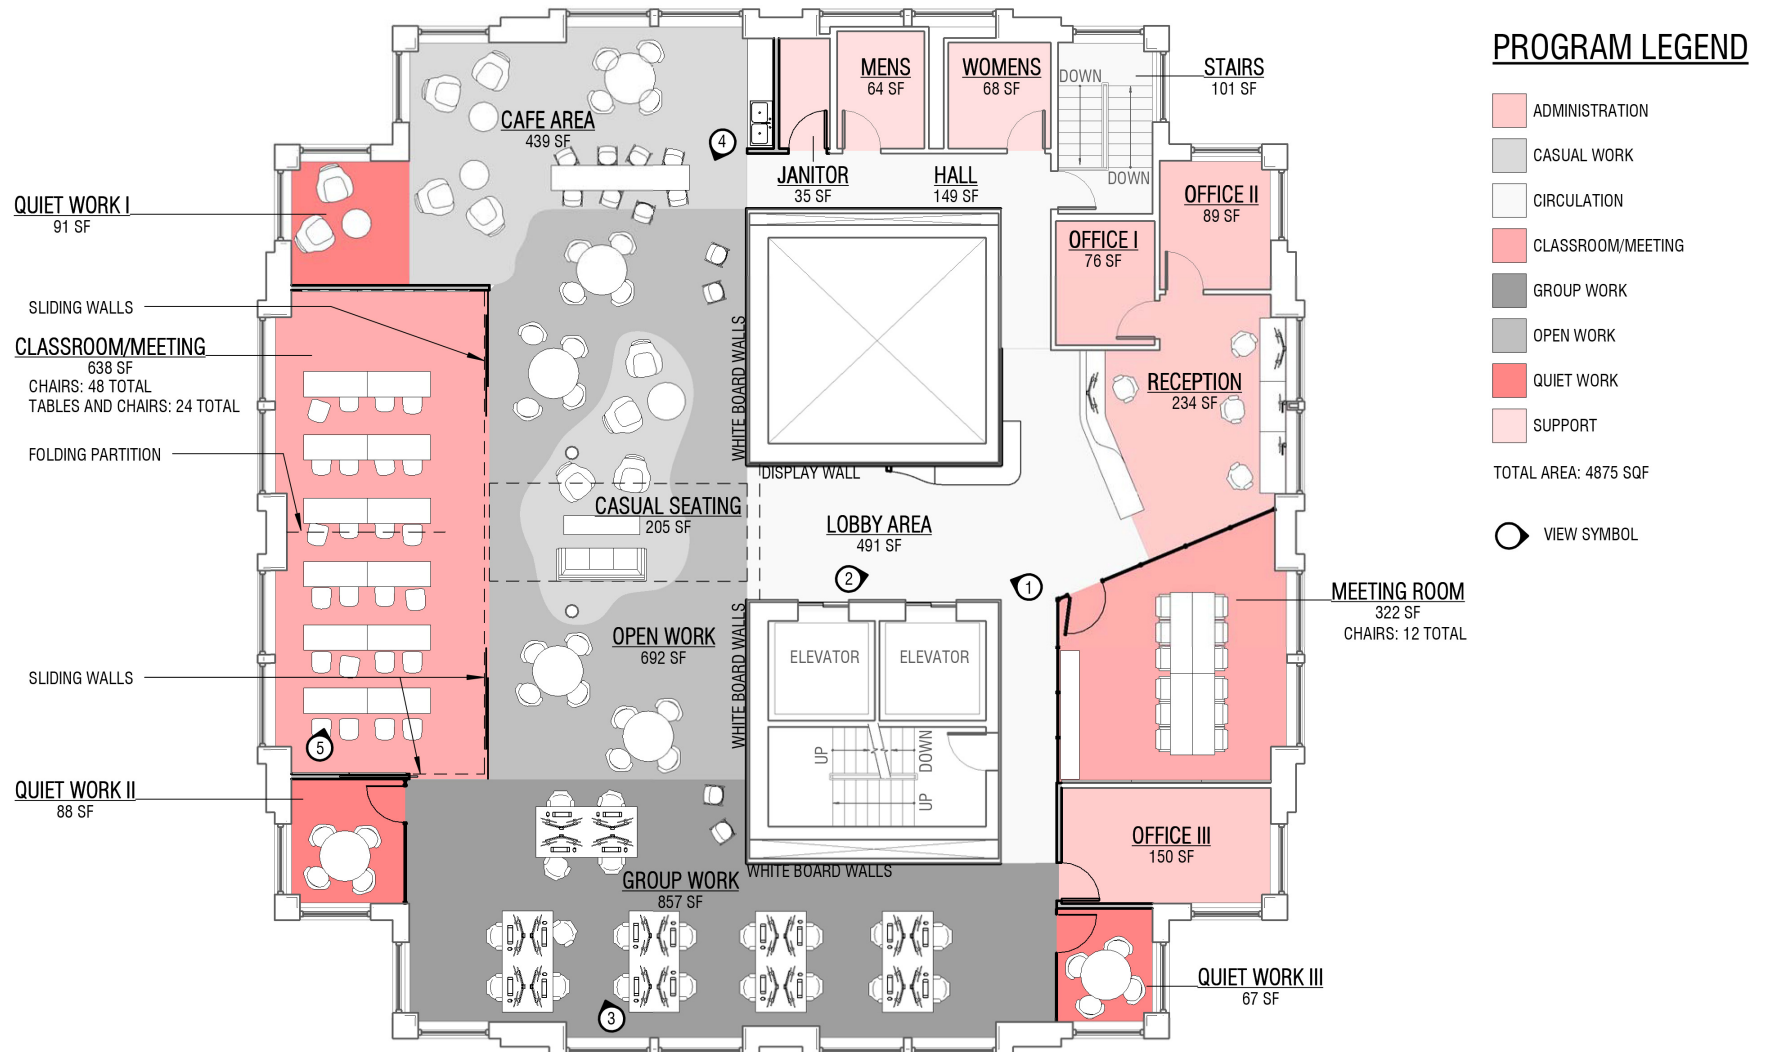 PROGRAM LEGEND
ADMINISTRATION
CASUAL WORK
CIRCULATION
CLASSROOM/MEETING
GROUP WORK
OPEN WORK
QUIET WORK
SUPPORT
TOTAL AREA: 4875 SQF
VIEW SYMBOL
MENS
64 SF
WOMENS
68 SF
STAIRS
101 SF
DOWN
DOWN
CAFE AREA
439 SF
4
JANITOR
35 SF
HALL
149 SF
OFFICE II
89 SF
QUIET WORK I
91 SF
OFFICE I
76 SF
SLIDING WALLS
CLASSROOM/MEETING
638 SF
CHAIRS: 48 TOTAL
TABLES AND CHAIRS: 24 TOTAL
WHITE BOARD WALLS
RECEPTION
234 SF
FOLDING PARTITION
DISPLAY WALL
CASUAL SEATING
205 SF
LOBBY AREA
491 SF
2
1
MEETING ROOM
322 SF
CHAIRS: 12 TOTAL
OPEN WORK
692 SF
WHITE BOARD WALLS
ELEVATOR
ELEVATOR
SLIDING WALLS
5
UP
DOWN
UP
QUIET WORK II
88 SF
OFFICE III
150 SF
WHITE BOARD WALLS
GROUP WORK
857 SF
QUIET WORK III
67 SF
3